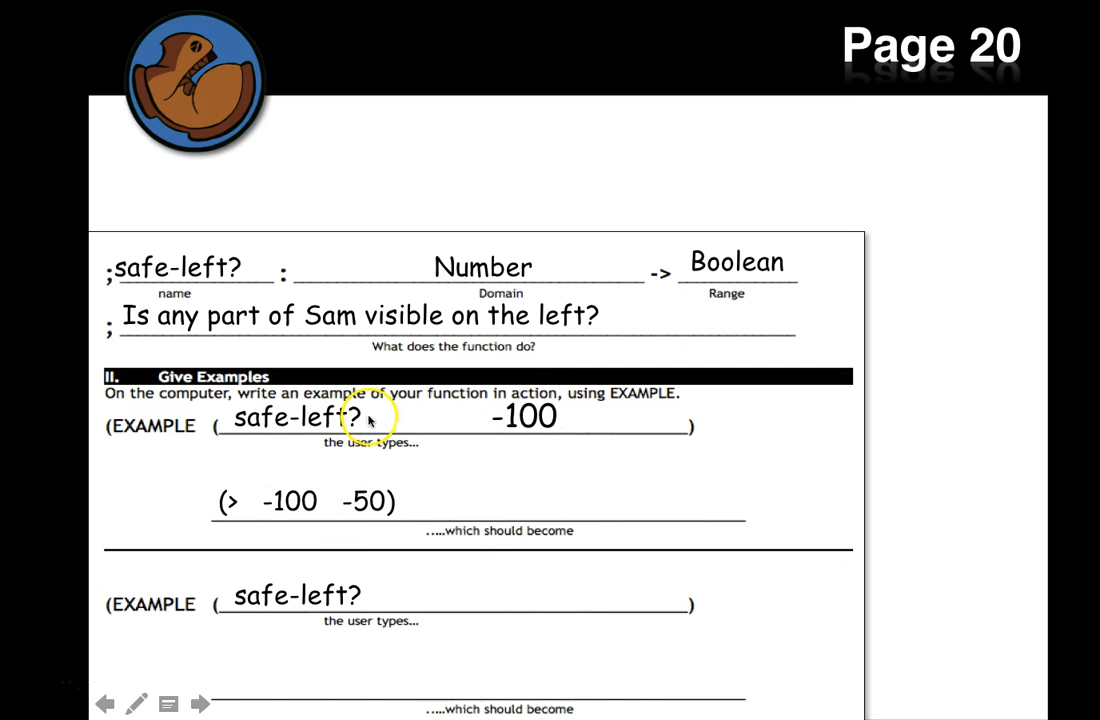 Page 20
;safe-left? : Number -> Boolean
name Domain Range
; Is any part of Sam visible on the left?
What does the function do?
II. Give Examples
On the computer, write an example of your function in action, using EXAMPLE.
(EXAMPLE ( safe-left? -100 )
the user types...
(> -100 -50)
.....which should become
(EXAMPLE ( safe-left? )
the user types...
.....which should become